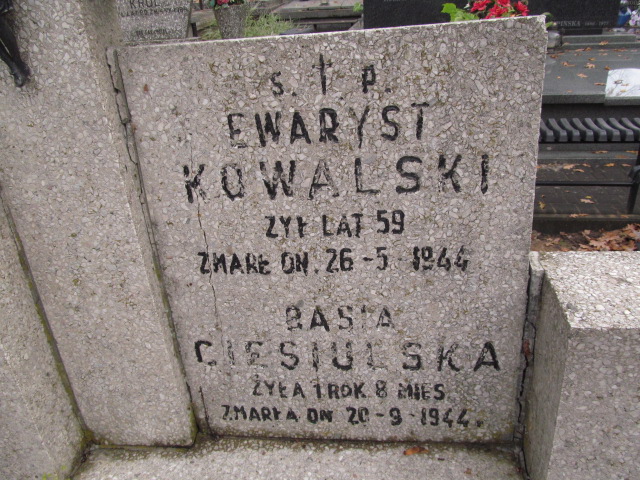 KRÓL
Ś. † P.
EWARYST
KOWALSKI
ŻYŁ LAT 59
ZMARŁ DN. 26-5-1944
BASIA
CIESIULSKA
ŻYŁA 1 ROK 8 MIES
ZMARŁA DN 20-9-1944.